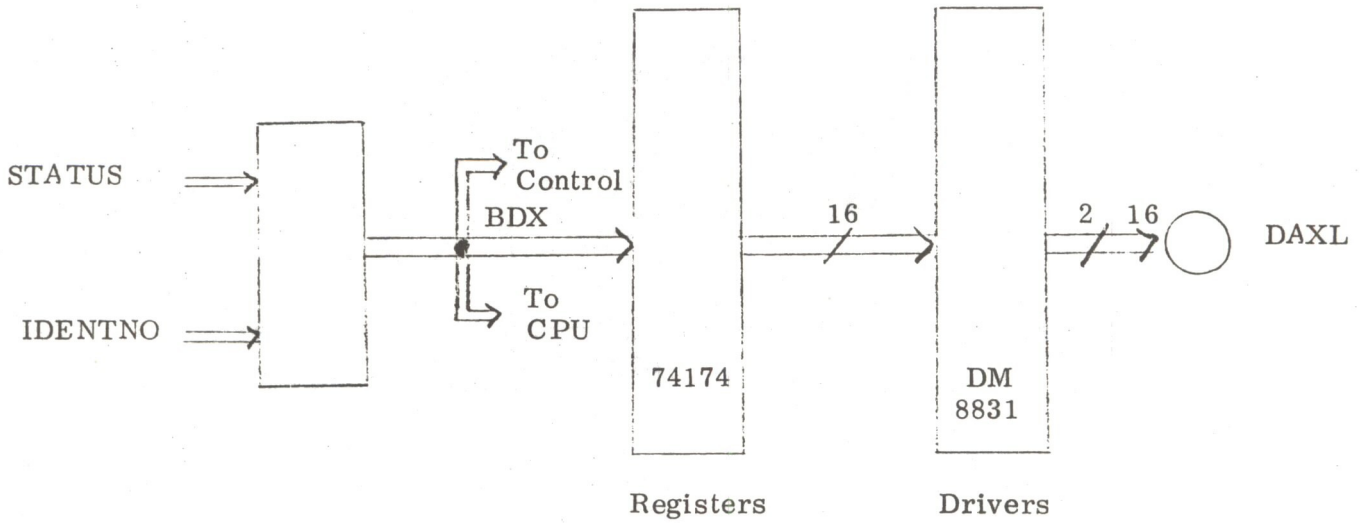 STATUS
IDENTNO
To
Control
BDX
To
CPU
74174
Registers
16
DM
8831
Drivers
2 16
DAXL